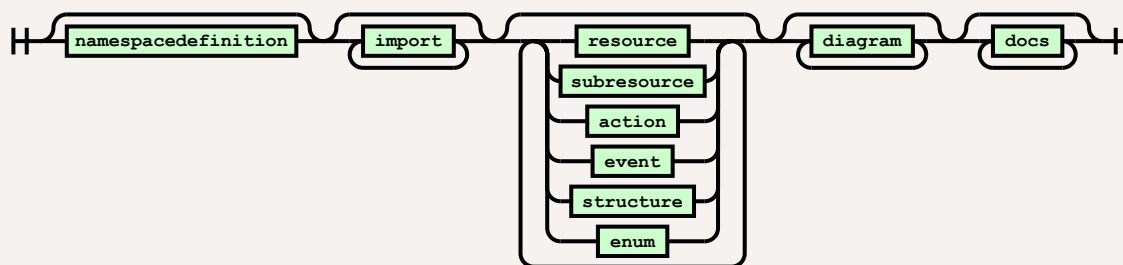 namespacedefinition import resource diagram docs
subresource
action
event
structure
enum